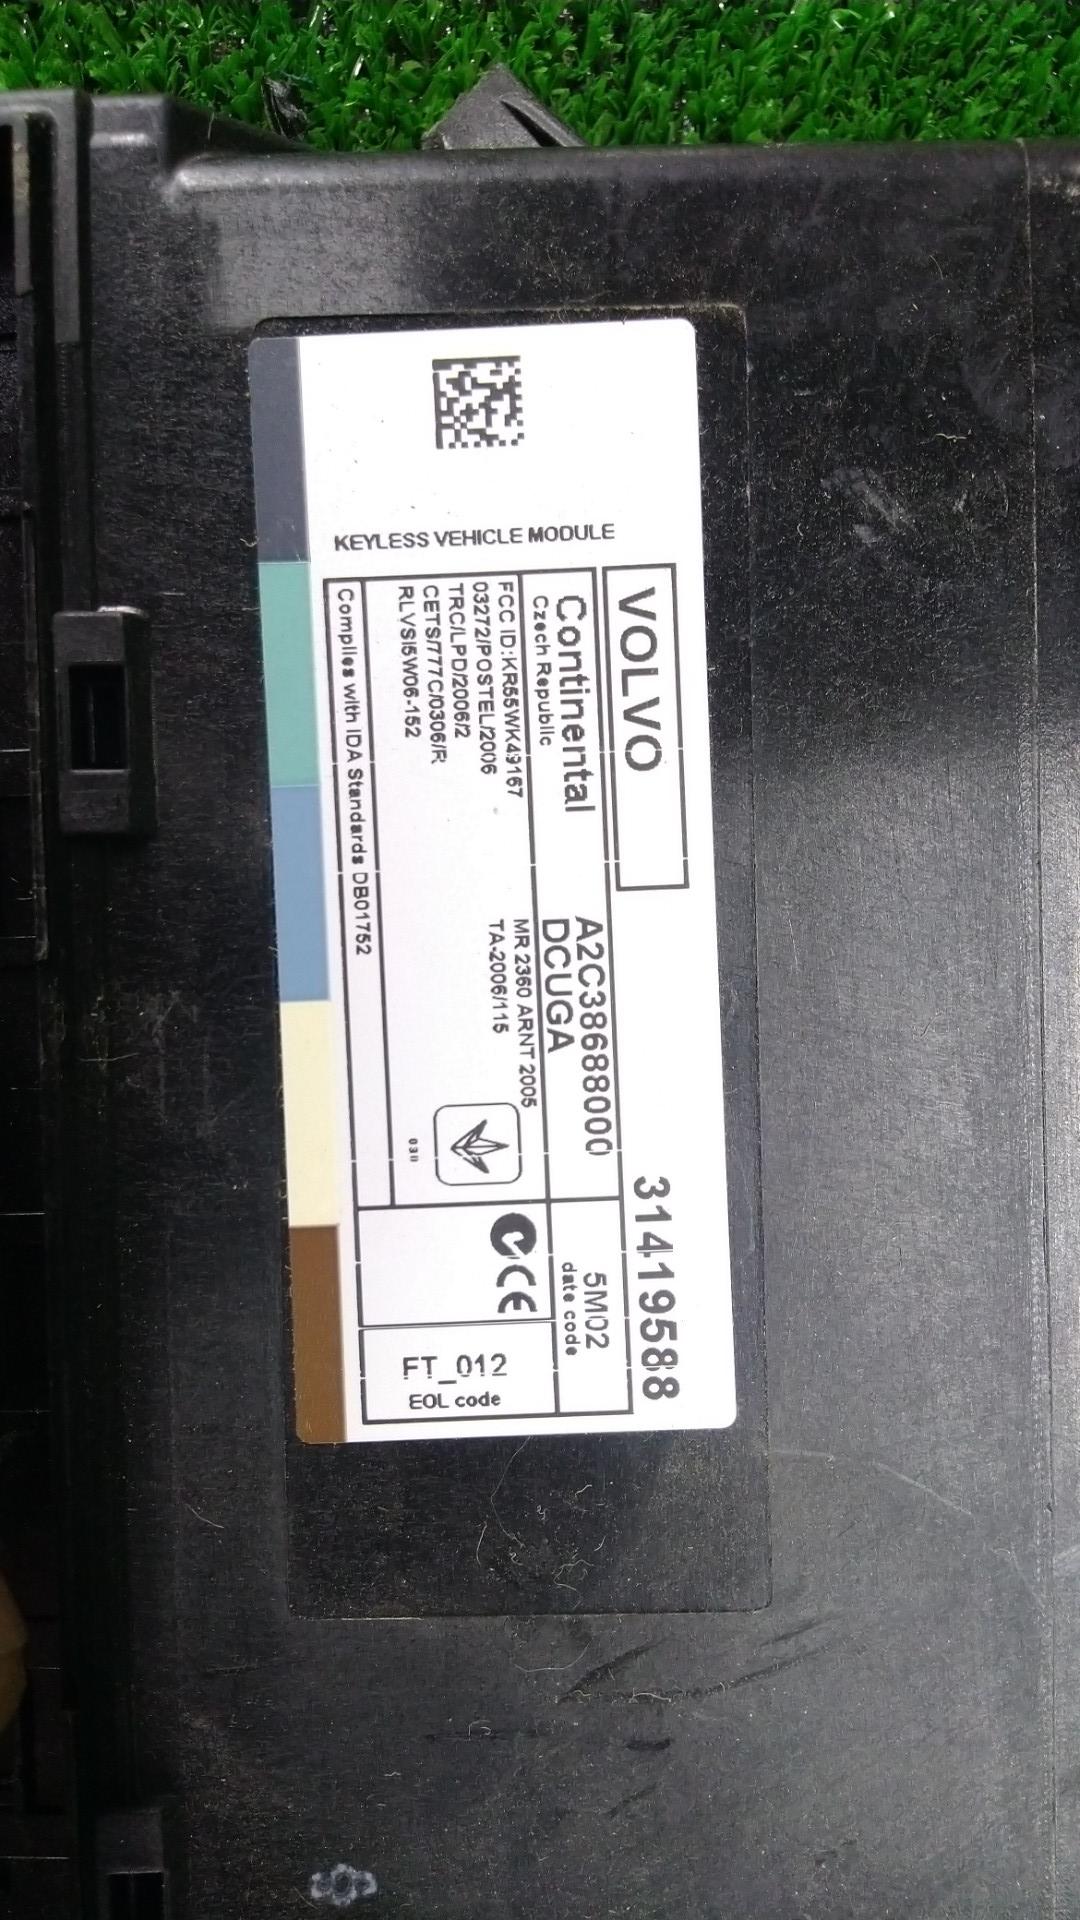 KEYLESS VEHICLE MODULE
VOLVO
31419588
Continental
Czech Republic
A2C38688000
DCUGA
5M02
date code
FCC ID:KR55WK49167
03272/POSTEL/2006
TRC/LPD/2006/2
CETS/777C/0306/R
RLVSI5W06-152
MR 2360 ARNT 2005
TA-2006/115
Complies with IDA Standards DB01752
CE
FT_012
EOL code